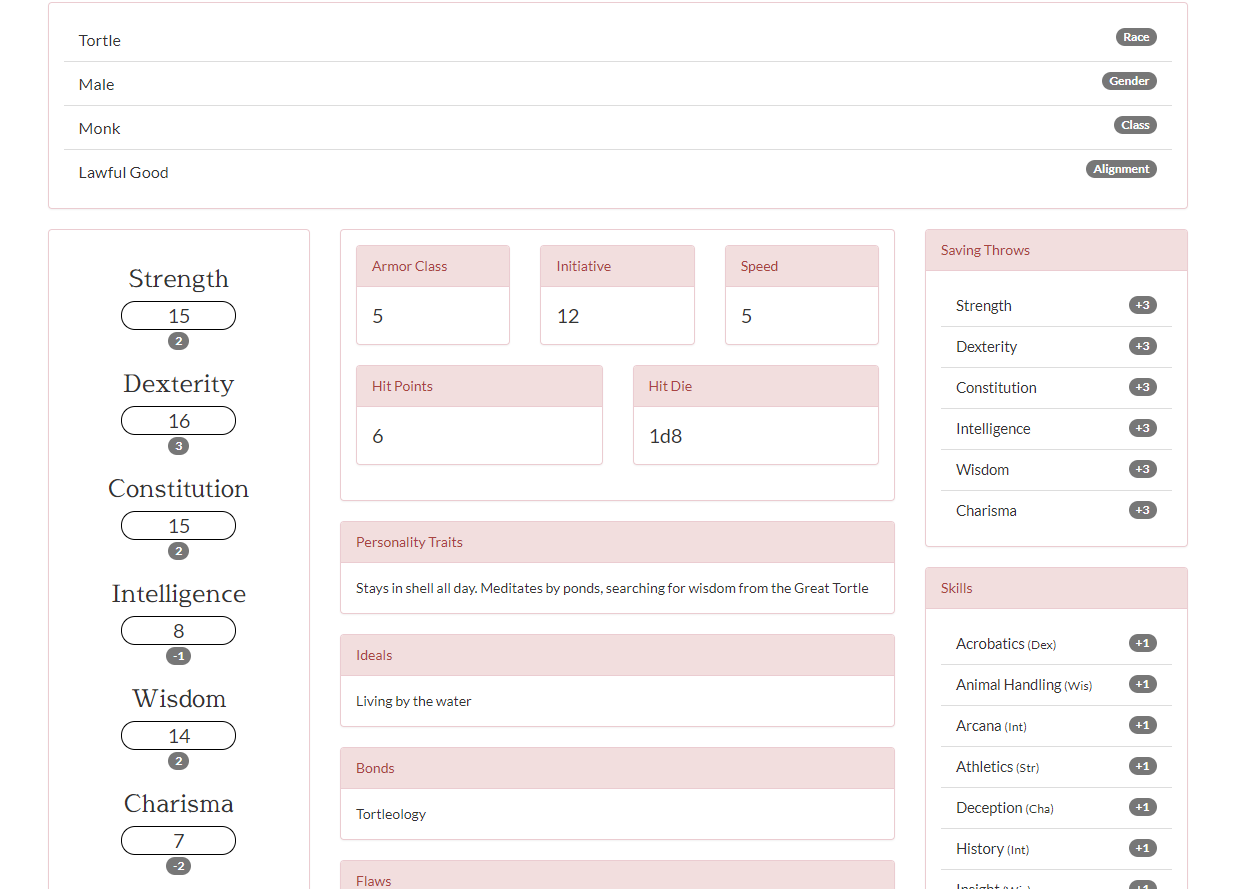 Tortle Race
Male Gender
Monk Class
Lawful Good Alignment
Strength
15
2
Dexterity
16
3
Constitution
15
2
Intelligence
8
-1
Wisdom
14
2
Charisma
7
-2
Armor Class
5
Initiative
12
Speed
5
Hit Points
6
Hit Die
1d8
Personality Traits
Stays in shell all day. Meditates by ponds, searching for wisdom from the Great Tortle
Ideals
Living by the water
Bonds
Tortleology
Flaws
Saving Throws
Strength +3
Dexterity +3
Constitution +3
Intelligence +3
Wisdom +3
Charisma +3
Skills
Acrobatics (Dex) +1
Animal Handling (Wis) +1
Arcana (Int) +1
Athletics (Str) +1
Deception (Cha) +1
History (Int) +1
Insight (Wis) +1